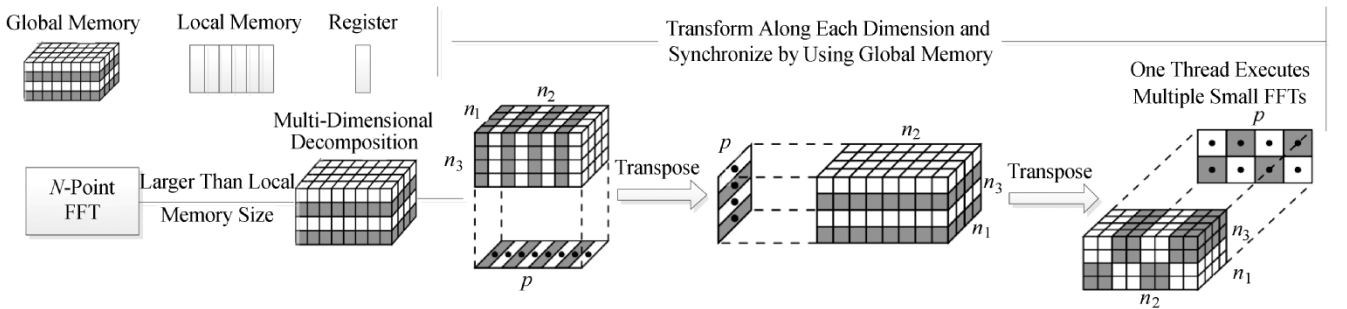 Global Memory
Local Memory
Register
Transform Along Each Dimension and
Synchronize by Using Global Memory
One Thread Executes
Multiple Small FFTs
Multi-Dimensional
Decomposition
N-Point
FFT
Larger Than Local
Memory Size
n1
n2
n3
p
Transpose
p
n2
n3
n1
Transpose
p
n3
n1
n2